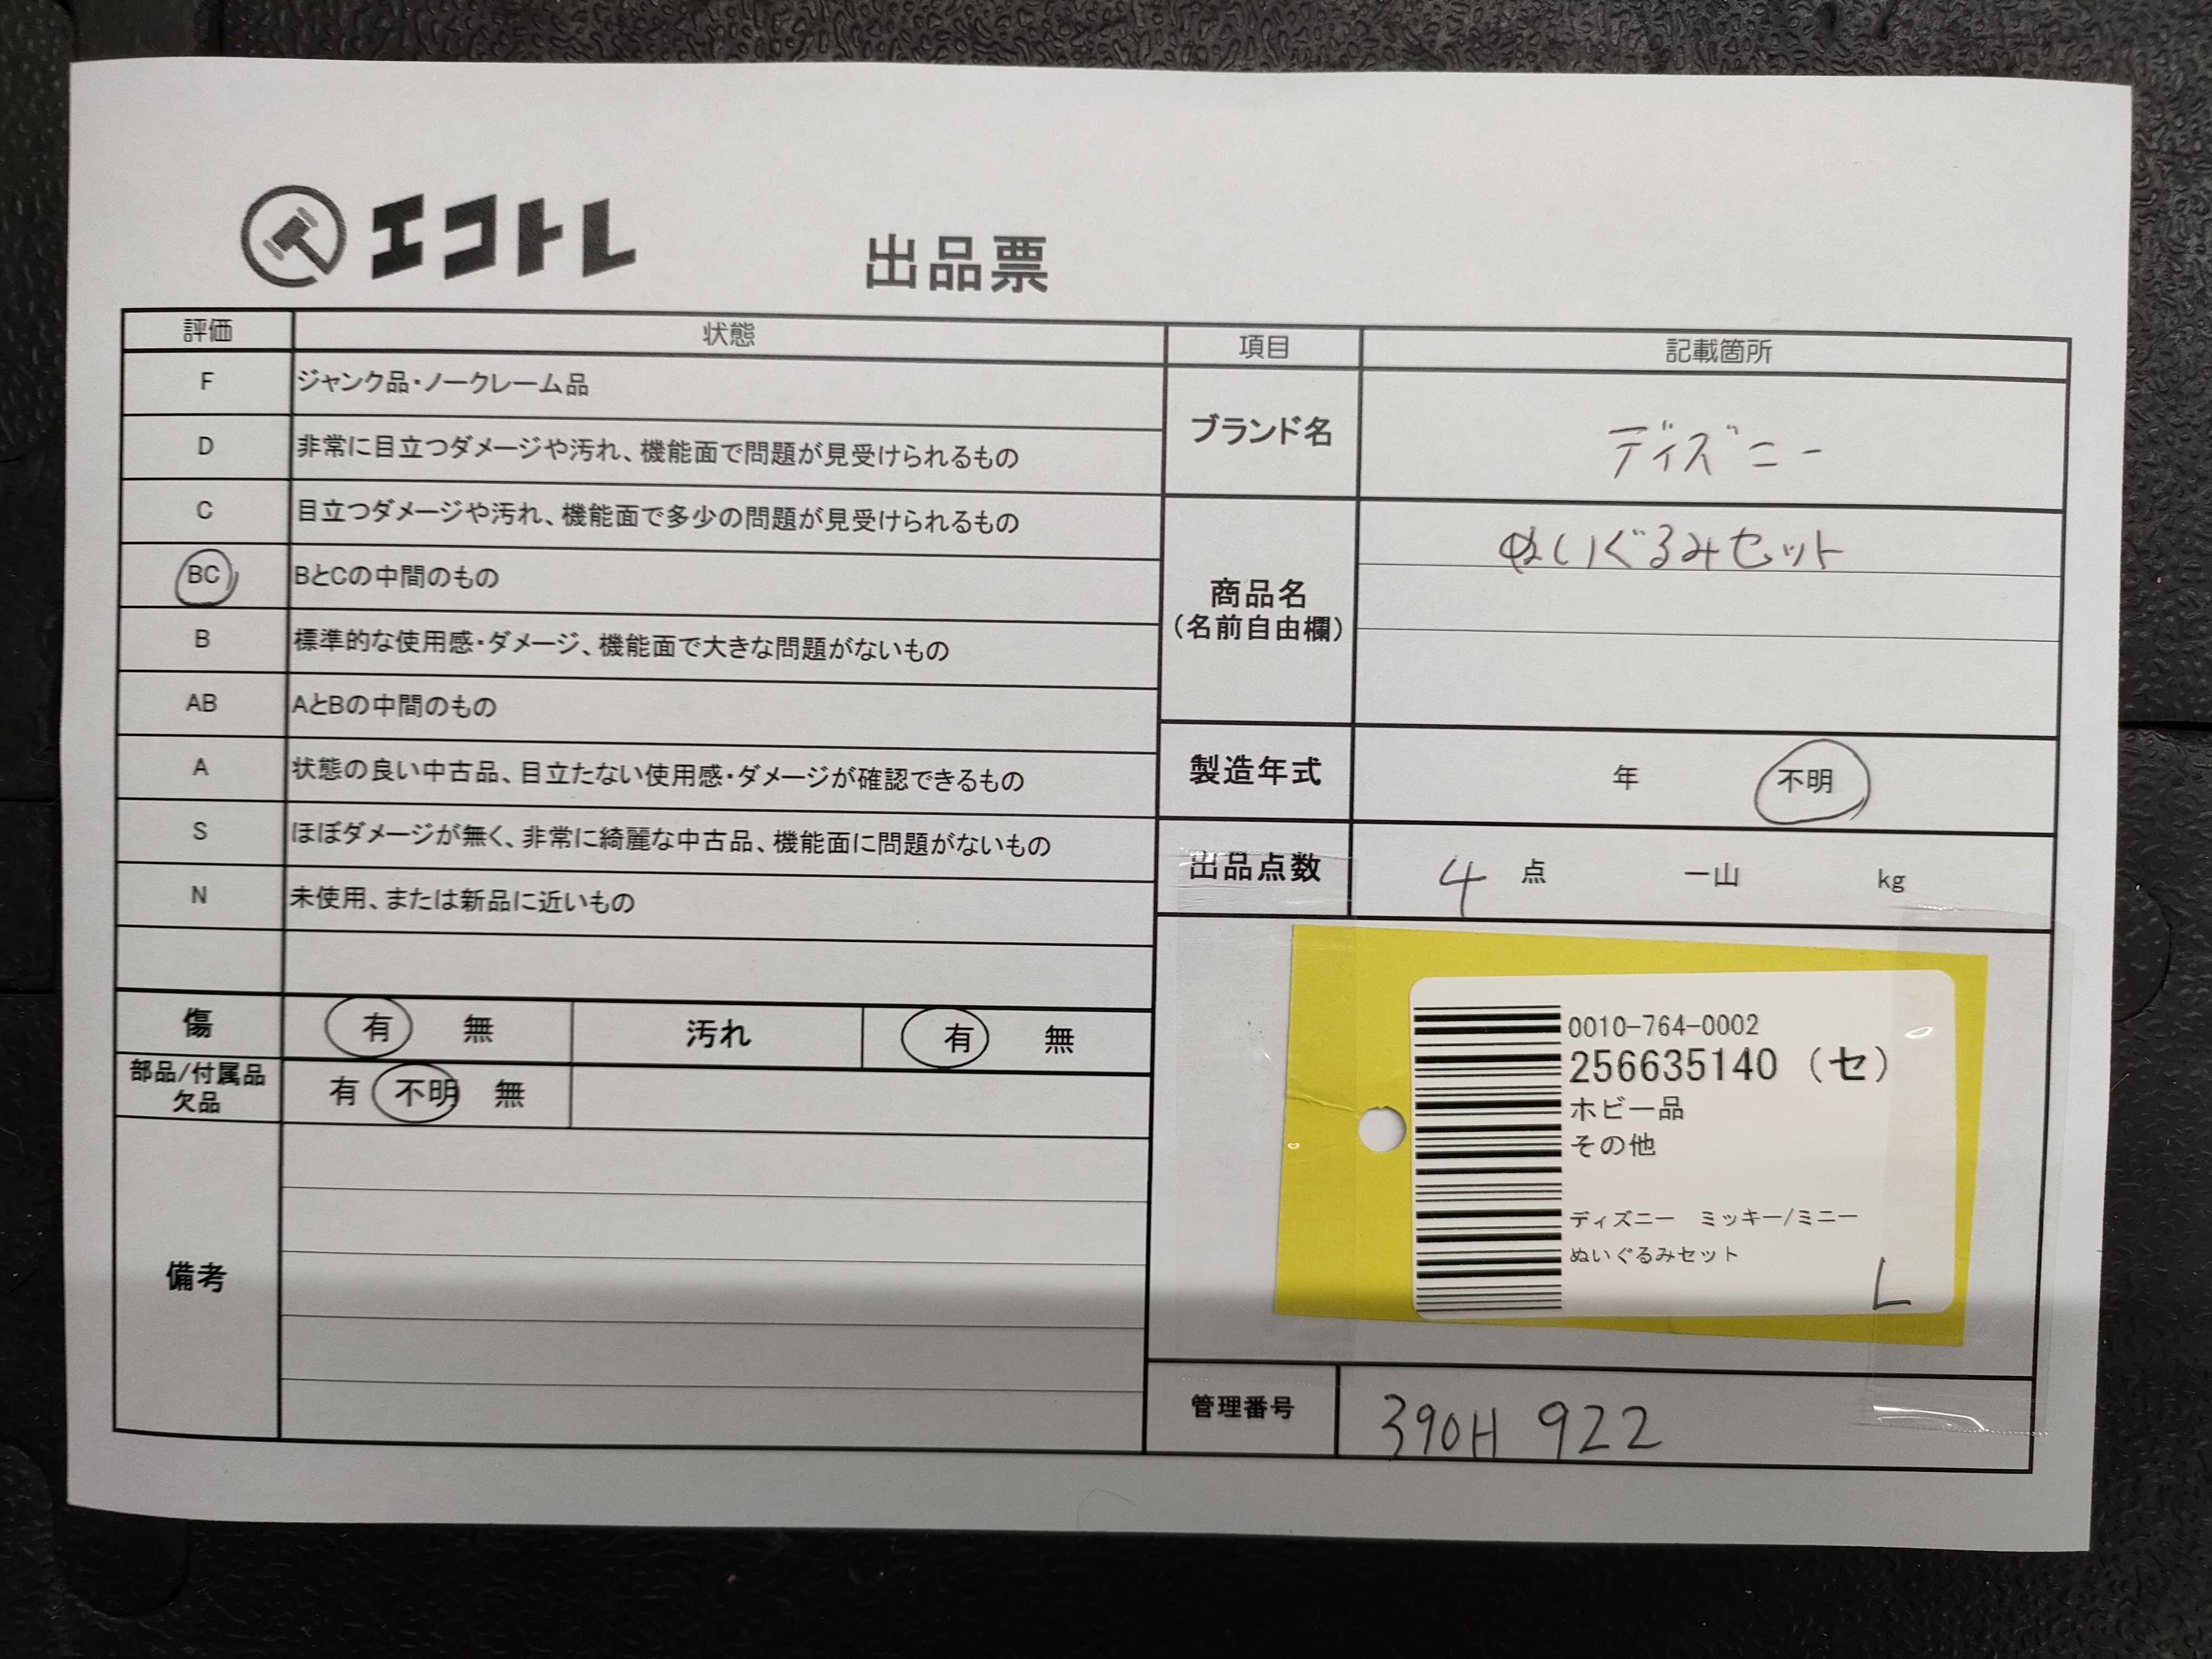 エコトレ
出品票
評価 状態
F ジャンク品・ノークレーム品
D 非常に目立つダメージや汚れ、機能面で問題が見受けられるもの
C 目立つダメージや汚れ、機能面で多少の問題が見受けられるもの
BC BとCの中間のもの
B 標準的な使用感・ダメージ、機能面で大きな問題がないもの
AB AとBの中間のもの
A 状態の良い中古品、目立たない使用感・ダメージが確認できるもの
S ほぼダメージが無く、非常に綺麗な中古品、機能面に問題がないもの
N 未使用、または新品に近いもの
傷 有 無 汚れ 有 無
部品/付属品
欠品 有 不明 無
備考
項目 記載箇所
ブランド名 ディズニー
商品名
(名前自由欄)
ぬいぐるみセット
製造年式 年 不明
出品点数 4 点 一山 kg
0010-764-0002
256635140 (セ)
ホビー品
その他
ディズニー ミッキー/ミニー
ぬいぐるみセット
L
管理番号 390H 922